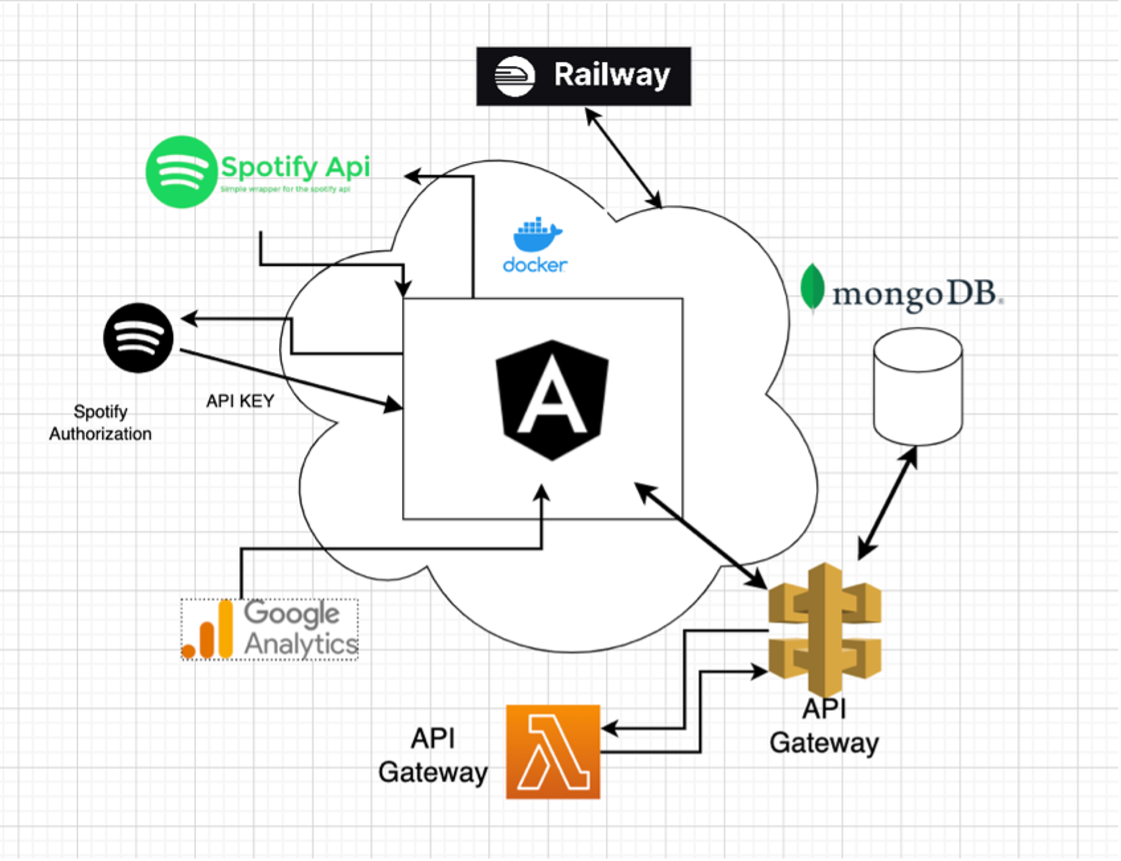 Railway
Spotify Api
Simple wrapper for the spotify api
docker
mongoDB®
API KEY
Spotify
Authorization
A
Google
Analytics
API
Gateway
API
Gateway